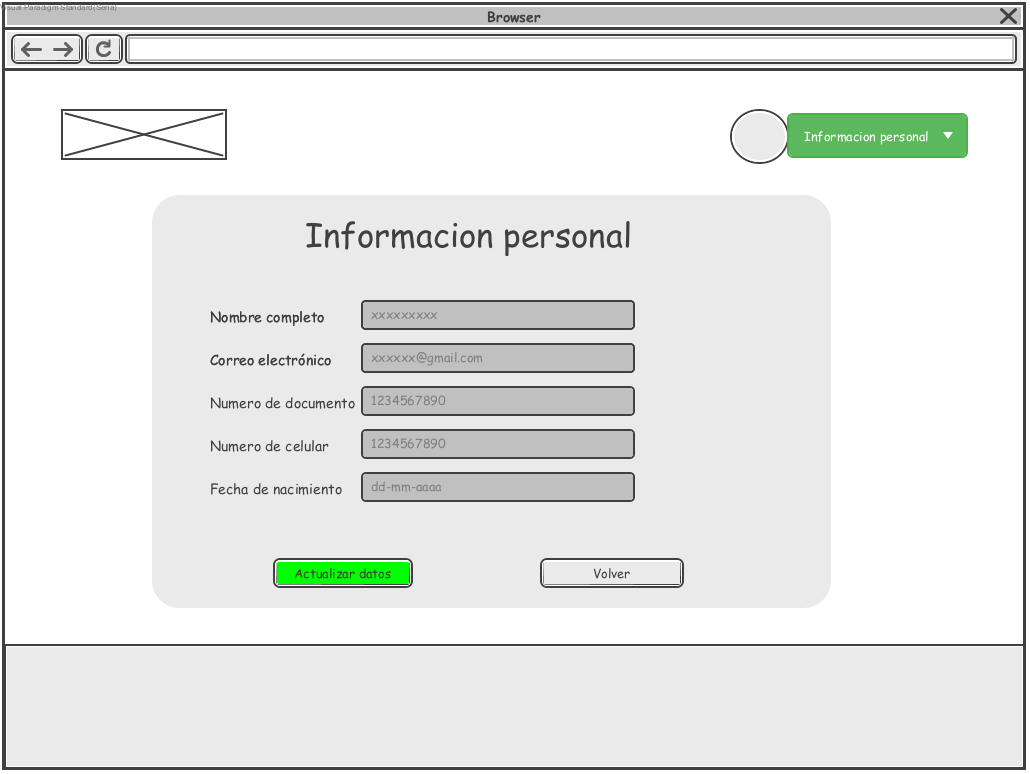 Visual Paradigm Standard(Sena)
Browser
Informacion personal
Informacion personal
Nombre completo xxxxxxxxx
Correo electrónico xxxxxx@gmail.com
Numero de documento 1234567890
Numero de celular 1234567890
Fecha de nacimiento dd-mm-aaaa
Actualizar datos Volver